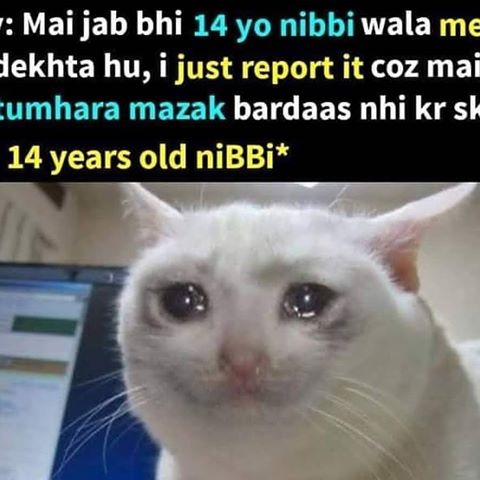 : Mai jab bhi 14 yo nibbi wala me
dekhta hu, i just report it coz mai
tumhara mazak bardaas nhi kr sk
14 years old niBBi*